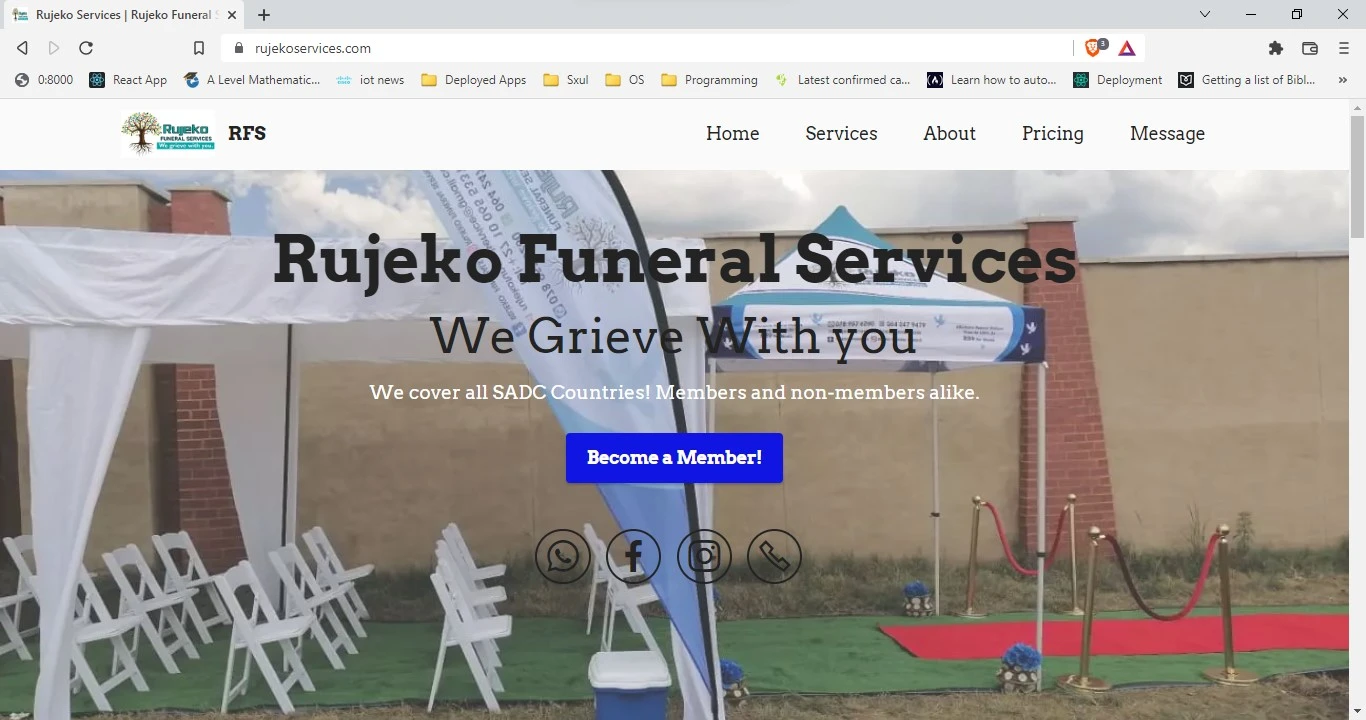 Rujeko Services | Rujeko Funeral S
rujekoservices.com
3
0:8000
React App
A Level Mathematic...
iot news
Deployed Apps
Sxul
OS
Programming
Latest confirmed ca...
Learn how to auto...
Deployment
Getting a list of Bibl...
»
Rujeko
FUNERAL SERVICES
We grieve with you.
RFS
Home
Services
About
Pricing
Message
Rujeko Funeral Services
We Grieve With you
We cover all SADC Countries! Members and non-members alike.
Become a Member!